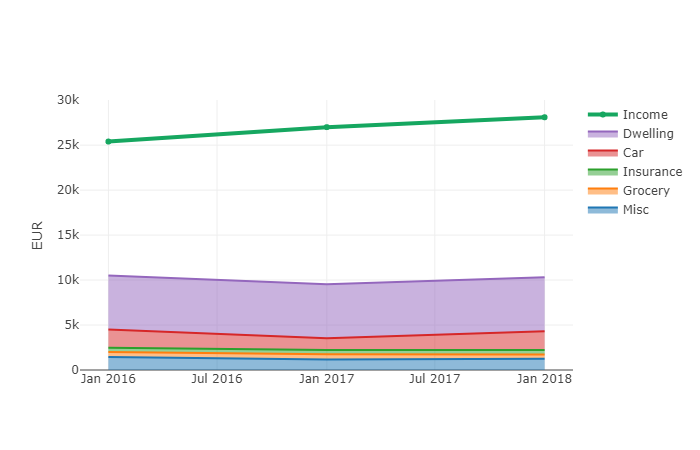 30k
25k
20k
15k
10k
5k
0
EUR
Jan 2016
Jul 2016
Jan 2017
Jul 2017
Jan 2018
Income
Dwelling
Car
Insurance
Grocery
Misc